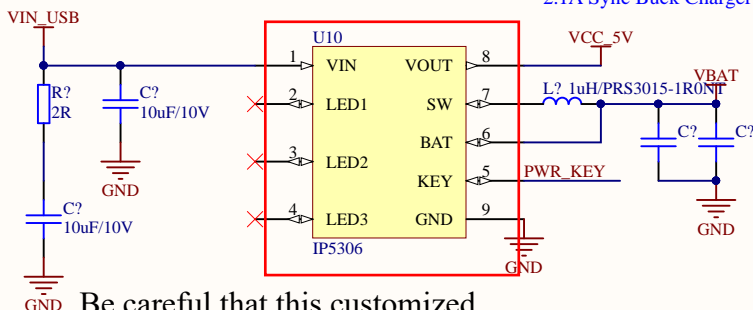 2.1A Sync Buck Charger
VIN_USB
U10
VCC_5V
1 VIN VOUT 8
VBAT
R? C? 2 LED1 SW 7 L? 1uH/PRS3015-1R0NT
2R 10uF/10V
BAT 6 C? C?
3 LED2
GND KEY 5 PWR_KEY
C? 4 LED3 GND 9
10uF/10V
GND
IP5306
GND
GND Be careful that this customized